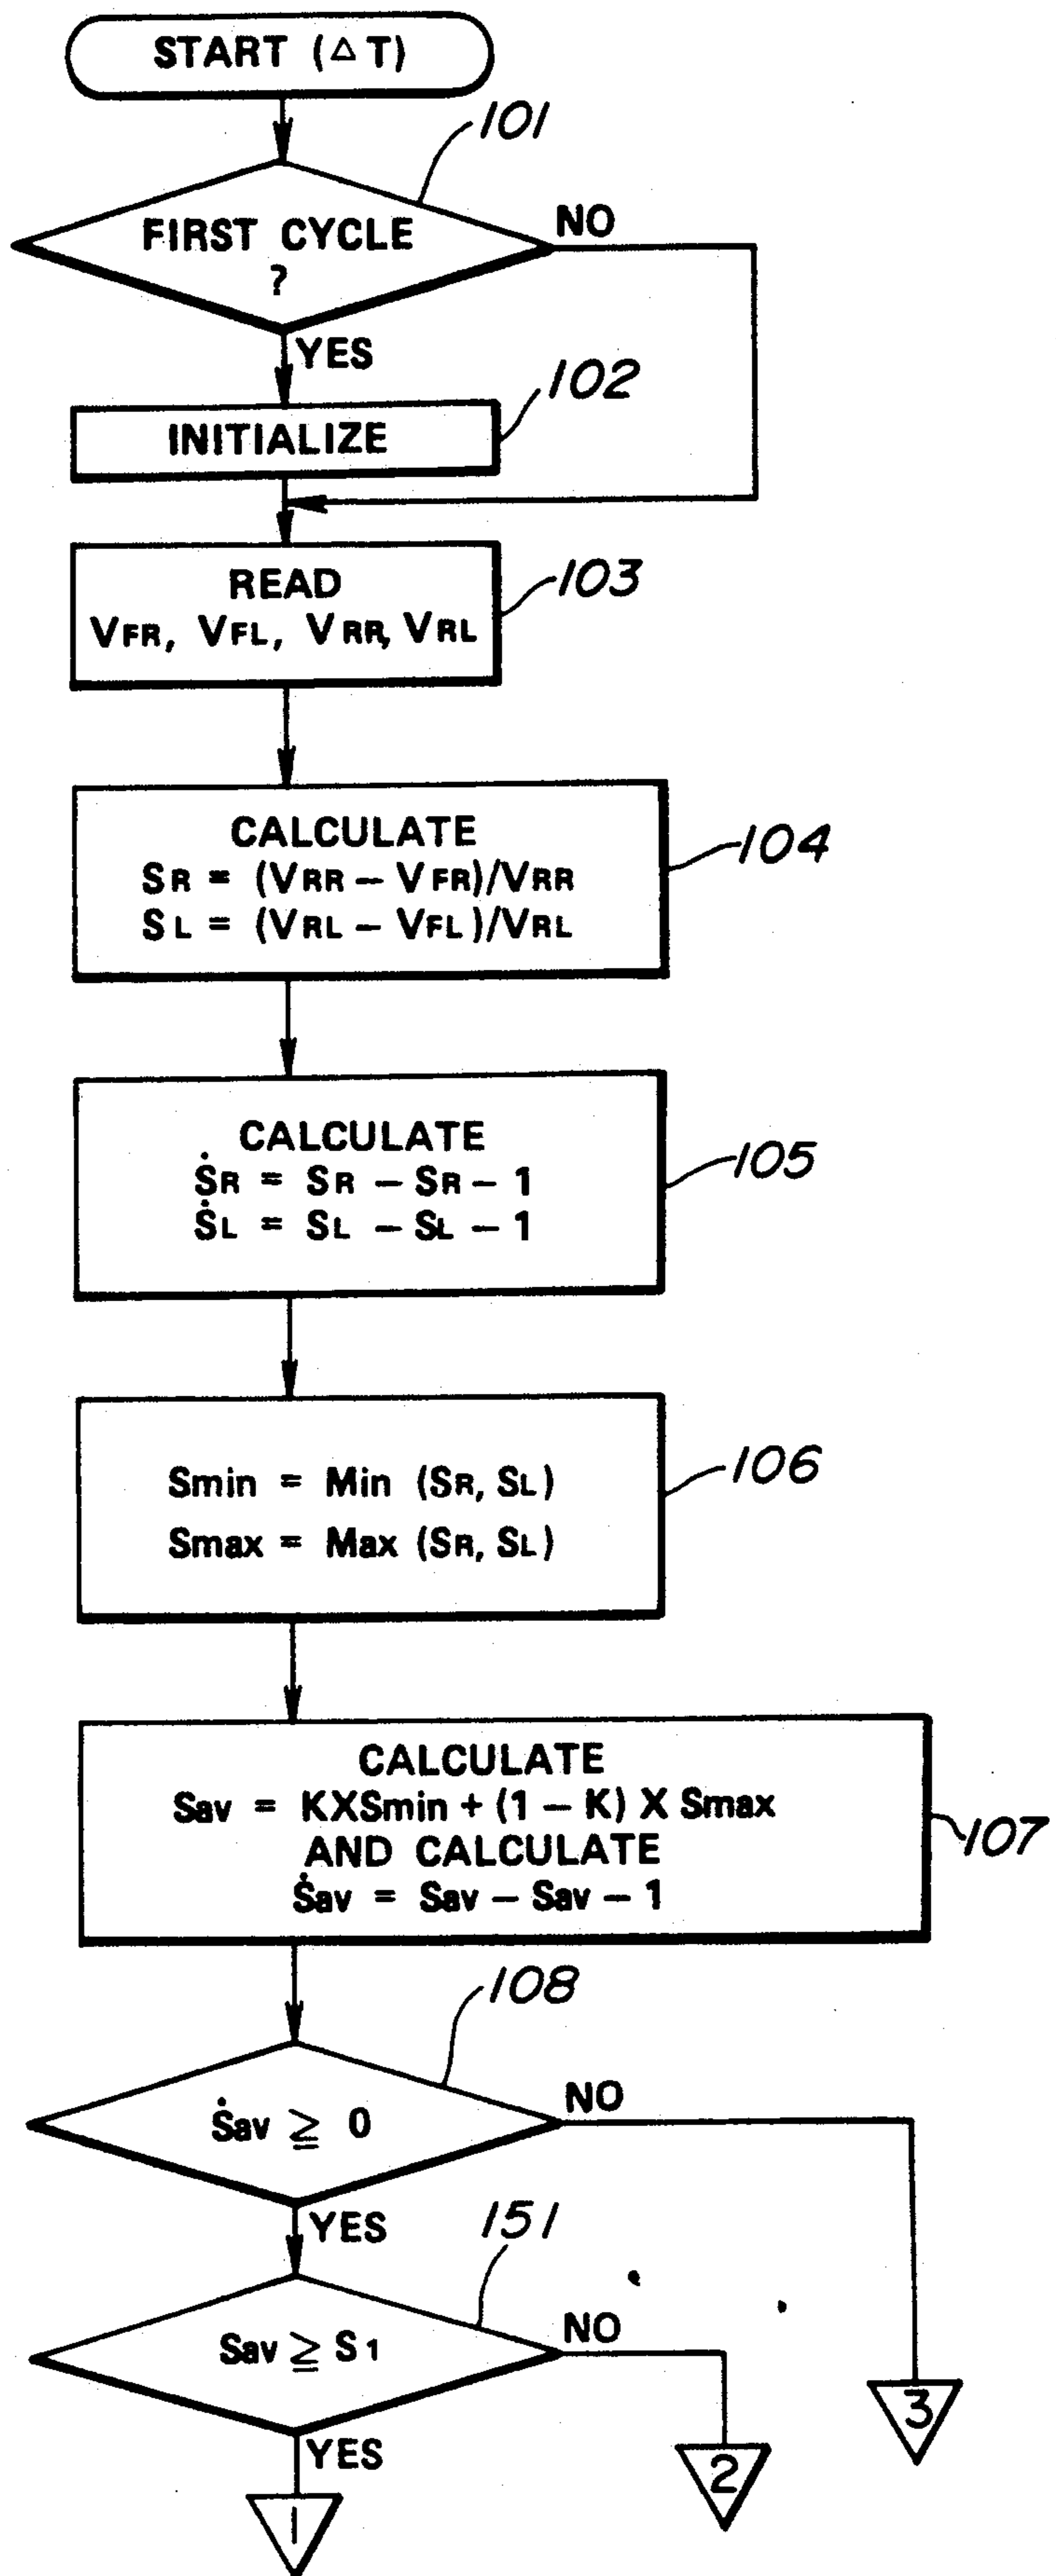 START (△T)
101
FIRST CYCLE
?
NO
YES
102
INITIALIZE
103
READ
VFR, VFL, VRR, VRL
104
CALCULATE
SR = (VRR – VFR)/VRR
SL = (VRL – VFL)/VRL
105
CALCULATE
ṠR = SR – SR – 1
ṠL = SL – SL – 1
106
Smin = Min (SR, SL)
Smax = Max (SR, SL)
107
CALCULATE
Sav = KXSmin + (1 – K) X Smax
AND CALCULATE
Ṡav = Sav – Sav – 1
108
Ṡav ≧ 0
NO
YES
151
Sav ≧ S1
NO
YES
3
2
1